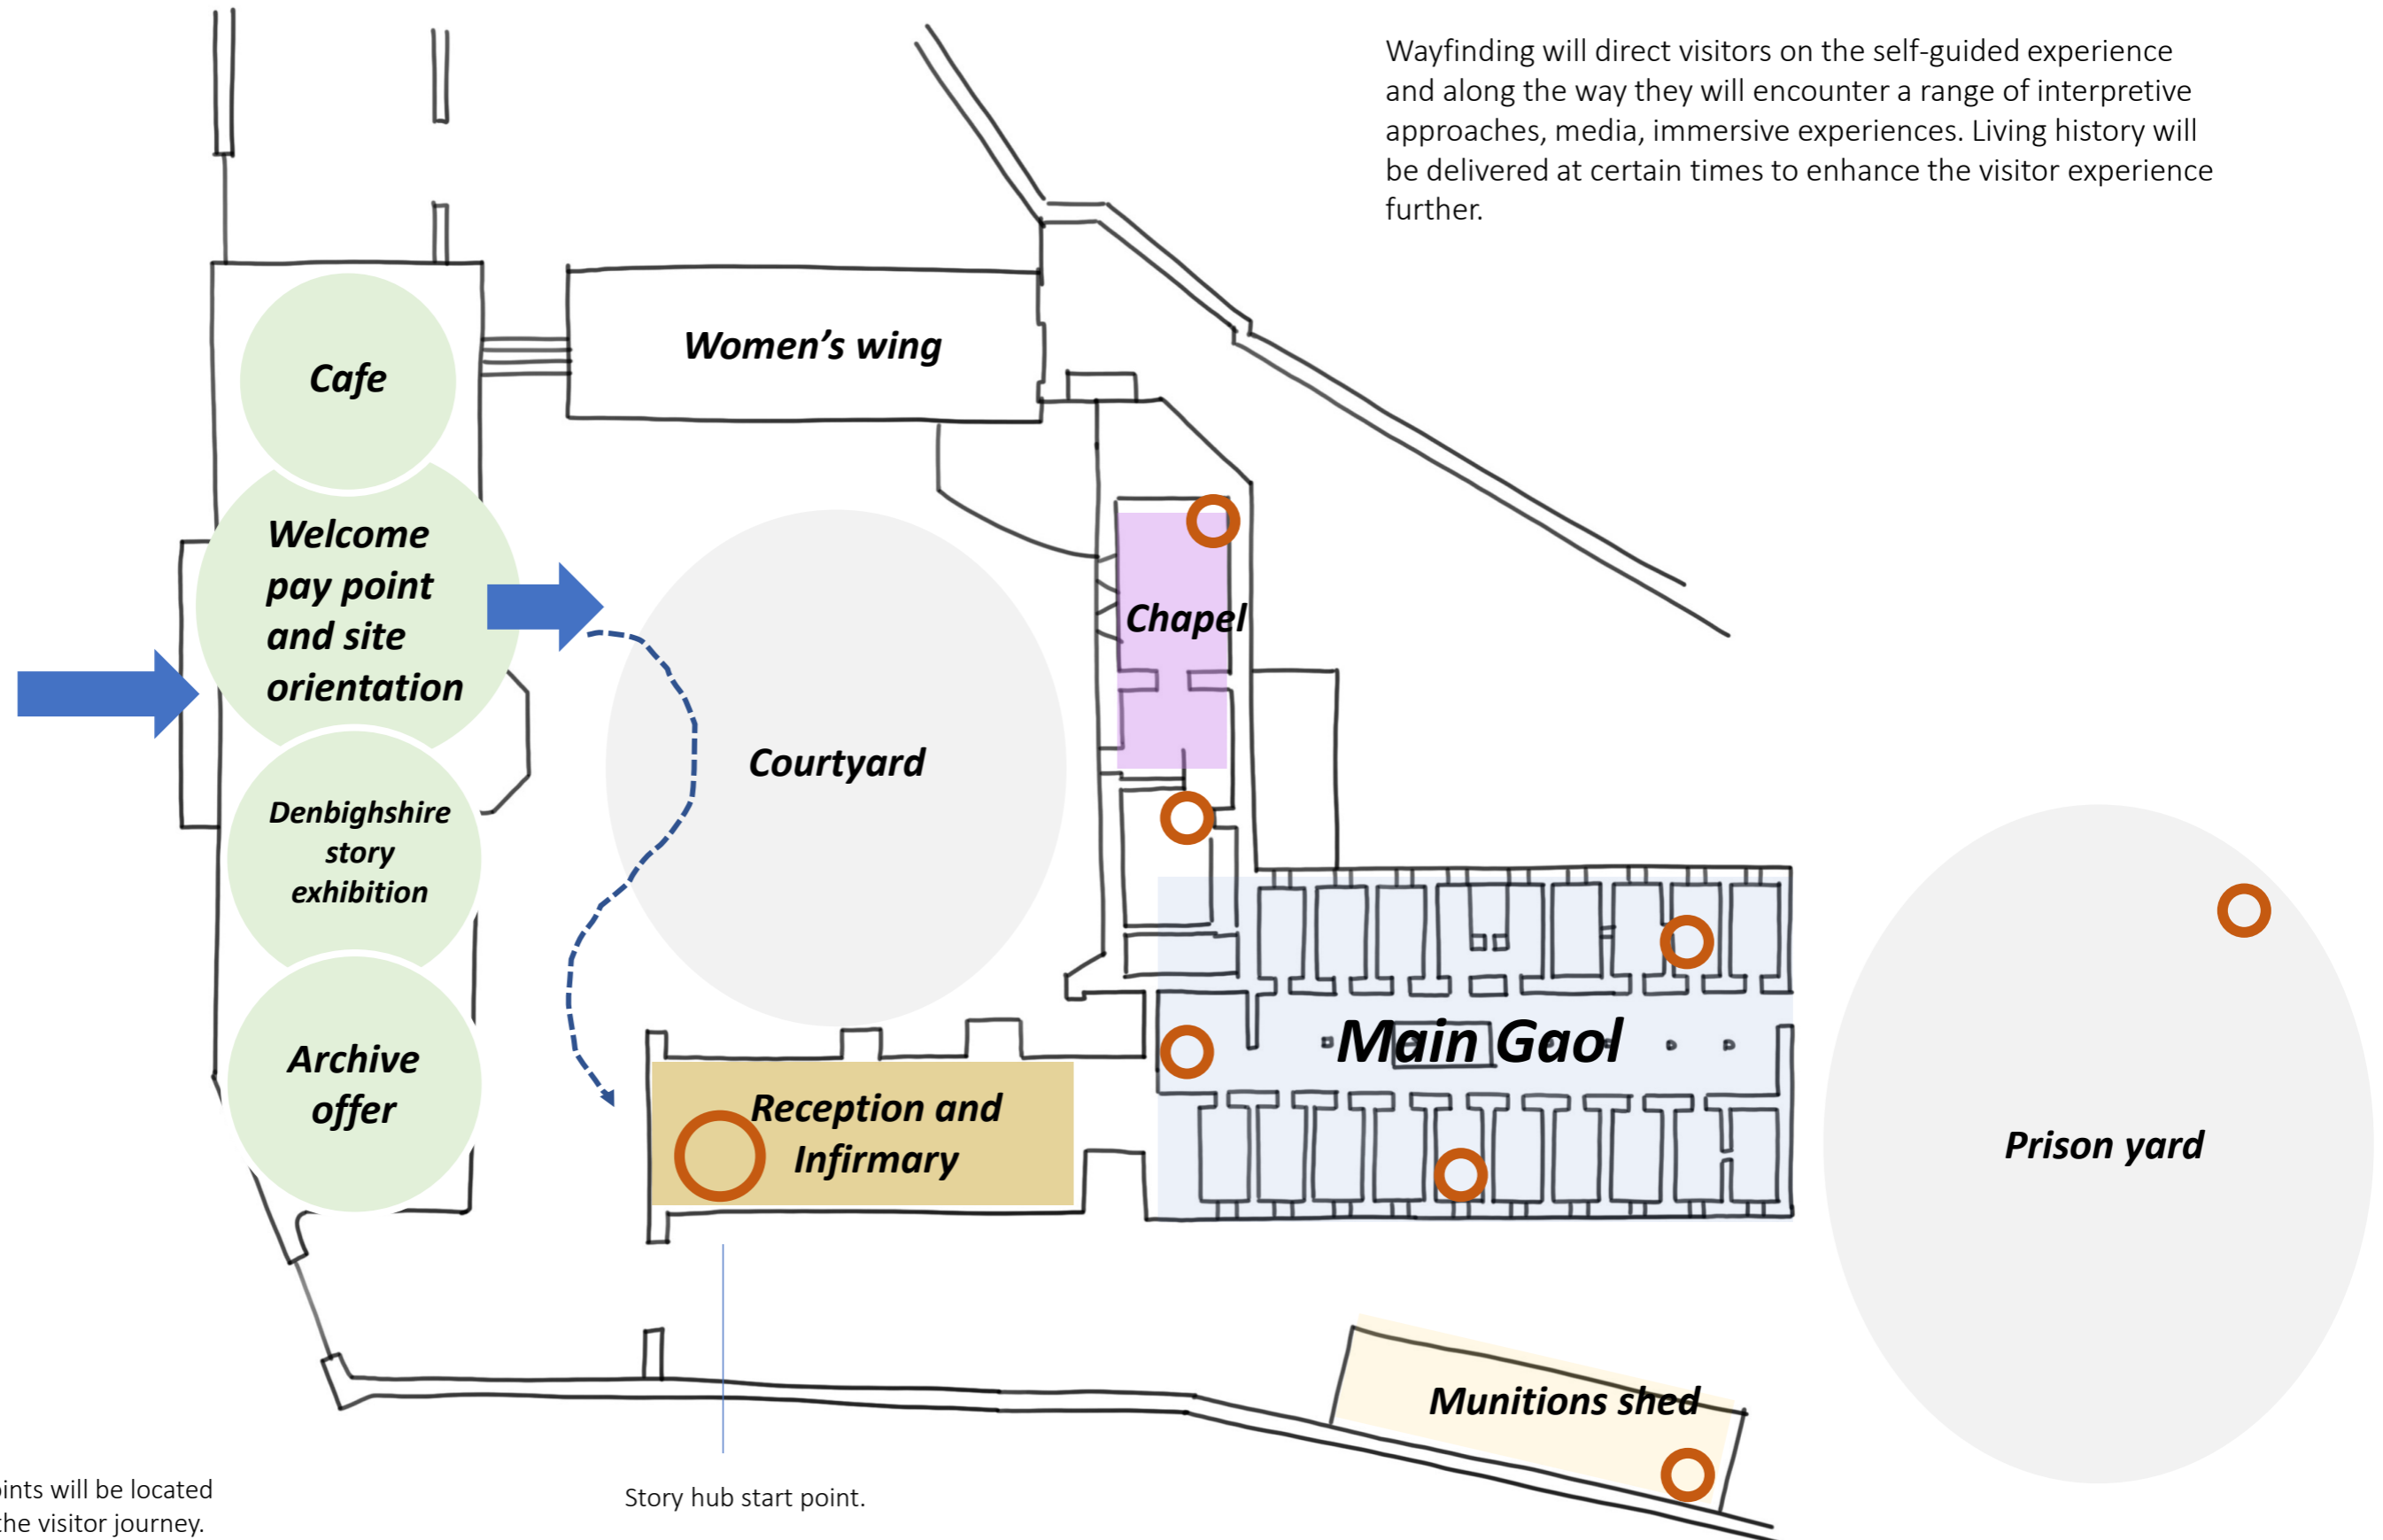 Wayfinding will direct visitors on the self-guided experience
and along the way they will encounter a range of interpretive
approaches, media, immersive experiences. Living history will
be delivered at certain times to enhance the visitor experience
further.
Cafe
Women's wing
Welcome
pay point
and site
orientation
Chapel
Courtyard
Denbighshire
story
exhibition
Archive
offer
Main Gaol
Reception and
Infirmary
Prison yard
Munitions shed
will be located
the visitor journey.
Story hub start point.